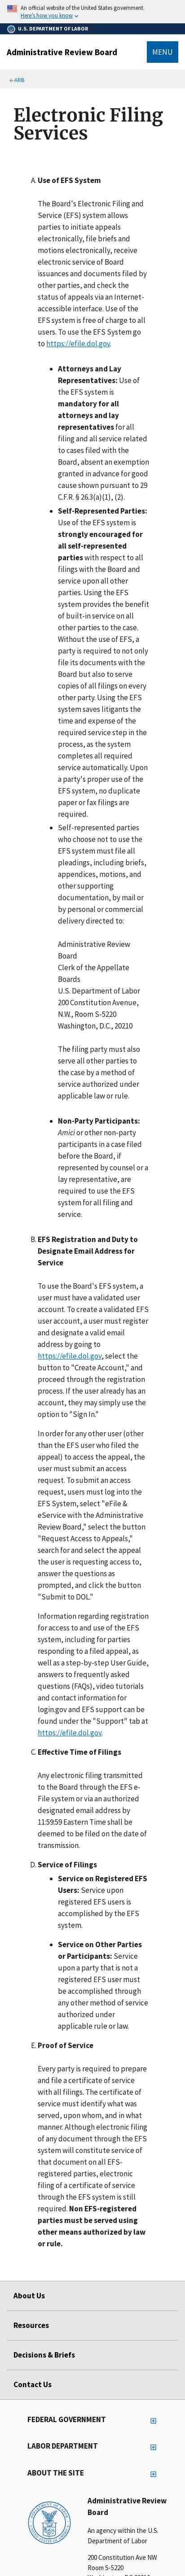 An official website of the United States government.
Here's how you know
U.S. DEPARTMENT OF LABOR
Administrative Review Board
MENU
← ARB
Electronic Filing
Services
A. Use of EFS System
The Board's Electronic Filing and
Service (EFS) system allows
parties to initiate appeals
electronically, file briefs and
motions electronically, receive
electronic service of Board
issuances and documents filed by
other parties, and check the
status of appeals via an Internet-
accessible interface. Use of the
EFS system is free of charge to all
users. To use the EFS System go
to https://efile.dol.gov.
Attorneys and Lay
Representatives: Use of
the EFS system is
mandatory for all
attorneys and lay
representatives for all
filing and all service related
to cases filed with the
Board, absent an exemption
granted in advance for good
cause shown pursuant to 29
C.F.R. § 26.3(a)(1), (2).
Self-Represented Parties:
Use of the EFS system is
strongly encouraged for
all self-represented
parties with respect to all
filings with the Board and
service upon all other
parties. Using the EFS
system provides the benefit
of built-in service on all
other parties to the case.
Without the use of EFS, a
party is required to not only
file its documents with the
Board but also to serve
copies of all filings on every
other party. Using the EFS
system saves litigants the
time and expense of the
required service step in the
process, as the system
completes all required
service automatically. Upon
a party's proper use of the
EFS system, no duplicate
paper or fax filings are
required.
Self-represented parties
who choose not to use the
EFS system must file all
pleadings, including briefs,
appendices, motions, and
other supporting
documentation, by mail or
by personal or commercial
delivery directed to:
Administrative Review
Board
Clerk of the Appellate
Boards
U.S. Department of Labor
200 Constitution Avenue,
N.W., Room S-5220
Washington, D.C., 20210
The filing party must also
serve all other parties to
the case by a method of
service authorized under
applicable law or rule.
Non-Party Participants:
Amici or other non-party
participants in a case filed
before the Board, if
represented by counsel or a
lay representative, are
required to use the EFS
system for all filing and
service.
B. EFS Registration and Duty to
Designate Email Address for
Service
To use the Board's EFS system, a
user must have a validated user
account. To create a validated EFS
user account, a user must register
and designate a valid email
address by going to
https://efile.dol.gov, select the
button to "Create Account," and
proceed through the registration
process. If the user already has an
account, they may simply use the
option to "Sign In."
In order for any other user (other
than the EFS user who filed the
appeal) to access the appeal, the
user must submit an access
request. To submit an access
request, users must log into the
EFS System, select "eFile &
eService with the Administrative
Review Board," select the button
"Request Access to Appeals,"
search for and select the appeal
the user is requesting access to,
answer the questions as
prompted, and click the button
"Submit to DOL."
Information regarding registration
for access to and use of the EFS
system, including for parties
responding to a filed appeal, as
well as a step-by-step User Guide,
answers to frequently asked
questions (FAQs), video tutorials
and contact information for
login.gov and EFS support can be
found under the "Support" tab at
https://efile.dol.gov.
C. Effective Time of Filings
Any electronic filing transmitted
to the Board through the EFS e-
File system or via an authorized
designated email address by
11:59:59 Eastern Time shall be
deemed to be filed on the date of
transmission.
D. Service of Filings
Service on Registered EFS
Users: Service upon
registered EFS users is
accomplished by the EFS
system.
Service on Other Parties
or Participants: Service
upon a party that is not a
registered EFS user must
be accomplished through
any other method of service
authorized under
applicable rule or law.
E. Proof of Service
Every party is required to prepare
and file a certificate of service
with all filings. The certificate of
service must identify what was
served, upon whom, and in what
manner. Although electronic filing
of any document through the EFS
system will constitute service of
that document on all EFS-
registered parties, electronic
filing of a certificate of service
through the EFS system is still
required. Non EFS-registered
parties must be served using
other means authorized by law
or rule.
About Us
Resources
Decisions & Briefs
Contact Us
FEDERAL GOVERNMENT
LABOR DEPARTMENT
ABOUT THE SITE
Administrative Review
Board
An agency within the U.S.
Department of Labor
200 Constitution Ave NW
Room S-5220